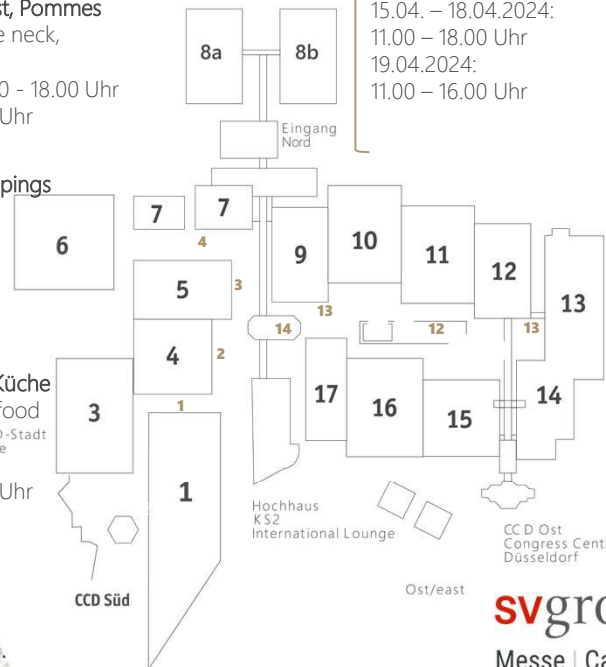 st, Pommes
e neck,
0 - 18.00 Uhr
Uhr
pings
Küche
ood
D-Stadt
e
Uhr
15.04. – 18.04.2024:
11.00 – 18.00 Uhr
19.04.2024:
11.00 – 16.00 Uhr
8a
8b
Eingang
Nord
7
7
4
6
5
3
4
2
3
1
1
9
10
11
12
13
13
14
12
13
17
16
15
14
Hochhaus
KS2
International Lounge
CCD Ost
Congress Cent
Düsseldorf
CCD Süd
Ost/east
svgro
Messe | Ca